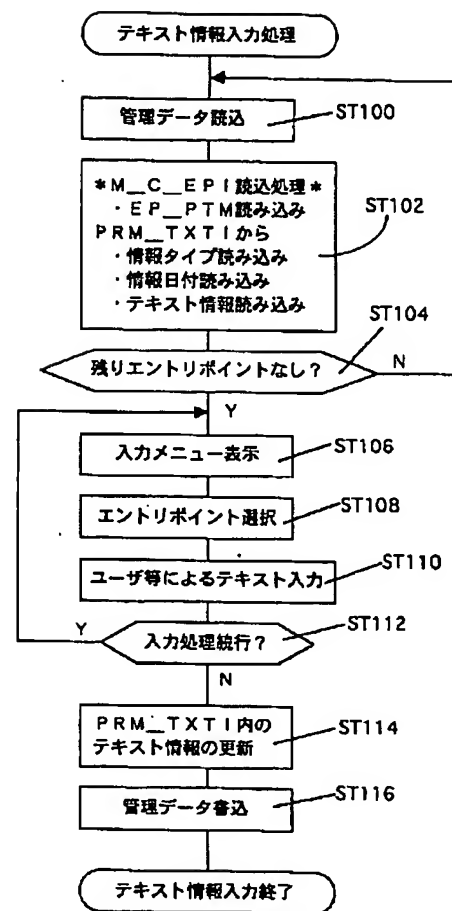 テキスト情報入力処理
管理データ読込
ST100
*M__C__EPI読込処理*
・EP__PTM読み込み
PRM__TXTIから
・情報タイプ読み込み
・情報日付読み込み
・テキスト情報読み込み
ST102
ST104
残りエントリポイントなし?
N
Y
入力メニュー表示
ST106
エントリポイント選択
ST108
ユーザ等によるテキスト入力
ST110
Y
入力処理続行?
ST112
N
PRM__TXTI内の
テキスト情報の更新
ST114
管理データ書込
ST116
テキスト情報入力終了